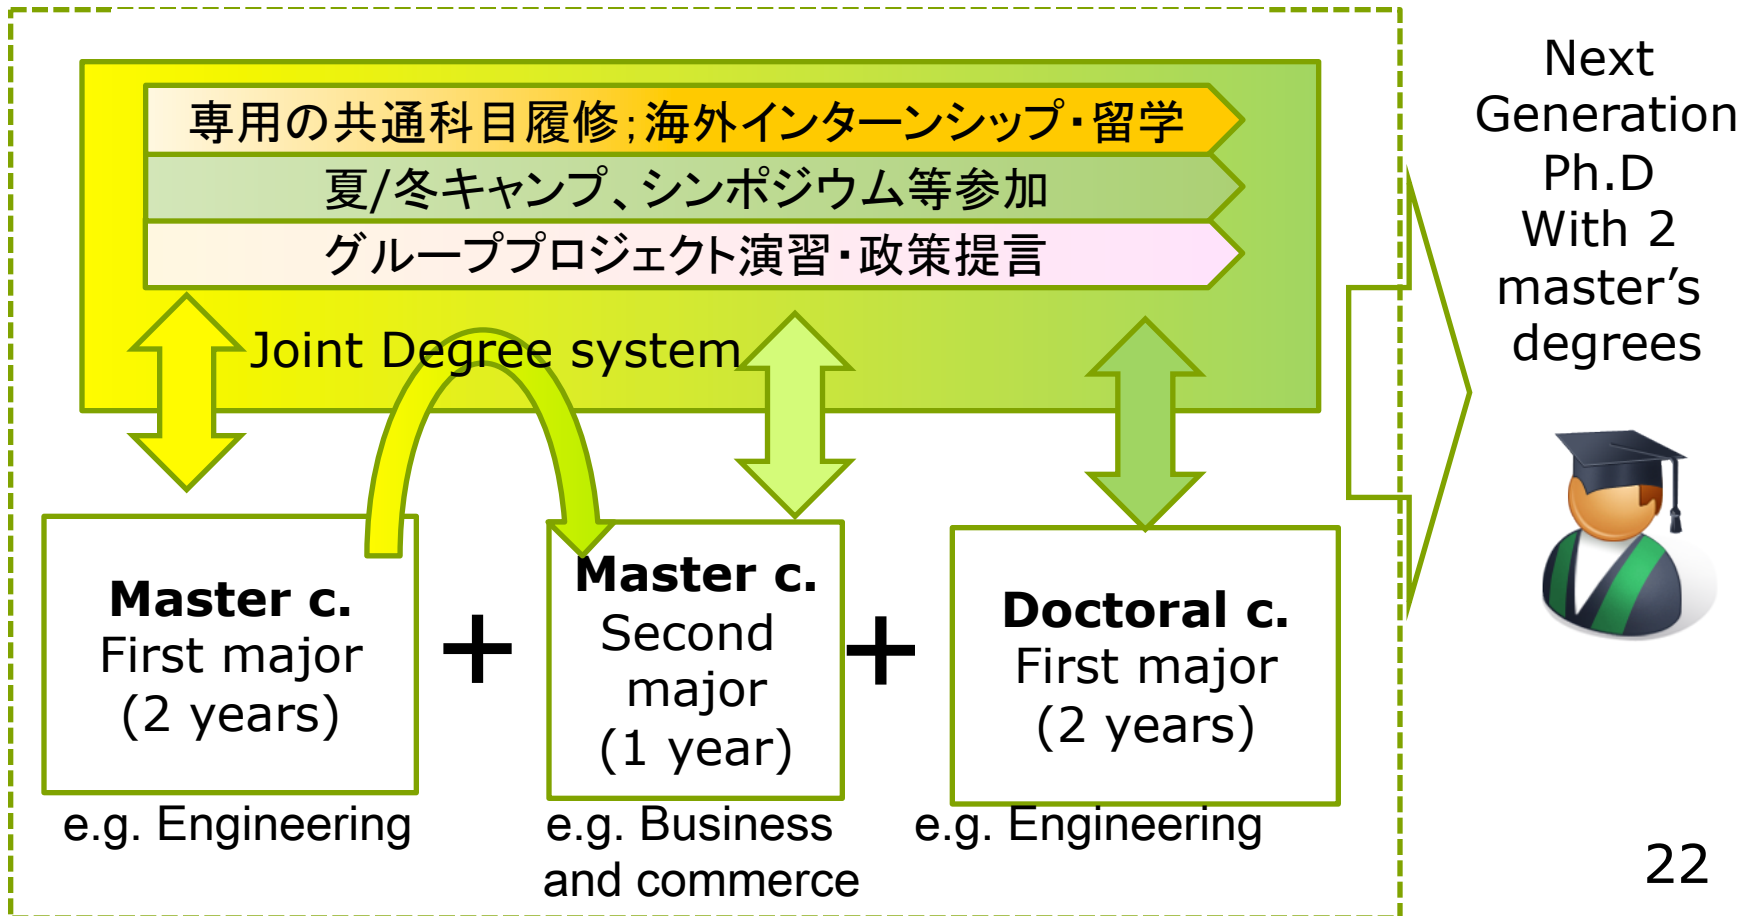 専用の共通科目履修;海外インターンシップ・留学
夏/冬キャンプ、シンポジウム等参加
グループプロジェクト演習・政策提言
Joint Degree system
Master c.
First major
(2 years)
e.g. Engineering
+
Master c.
Second
major
(1 year)
e.g. Business
and commerce
+
Doctoral c.
First major
(2 years)
e.g. Engineering
Next
Generation
Ph.D
With 2
master’s
degrees
22